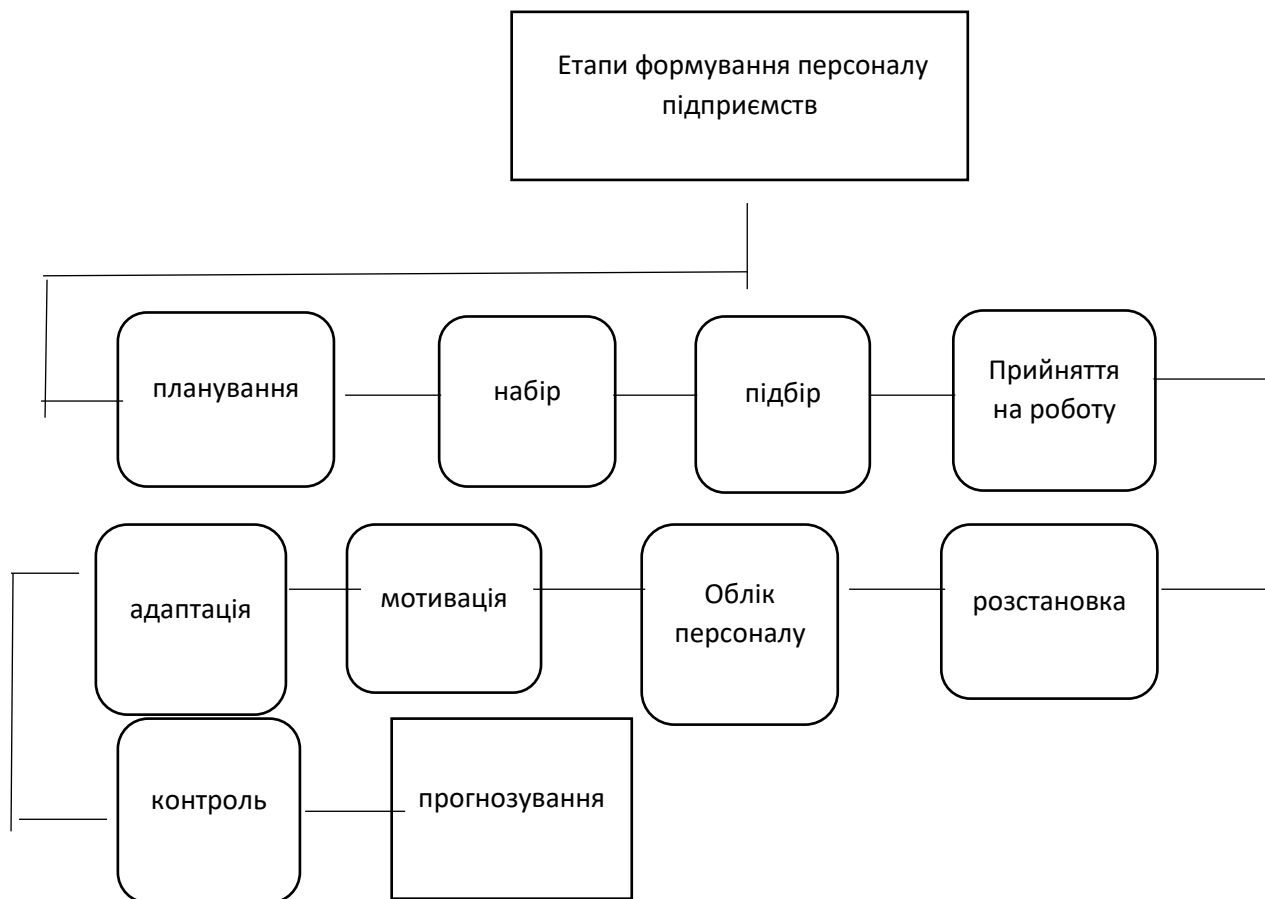 Етапи формування персоналу
підприємств
планування
набір
підбір
Прийняття
на роботу
адаптація
мотивація
Облік
персоналу
розстановка
контроль
прогнозування